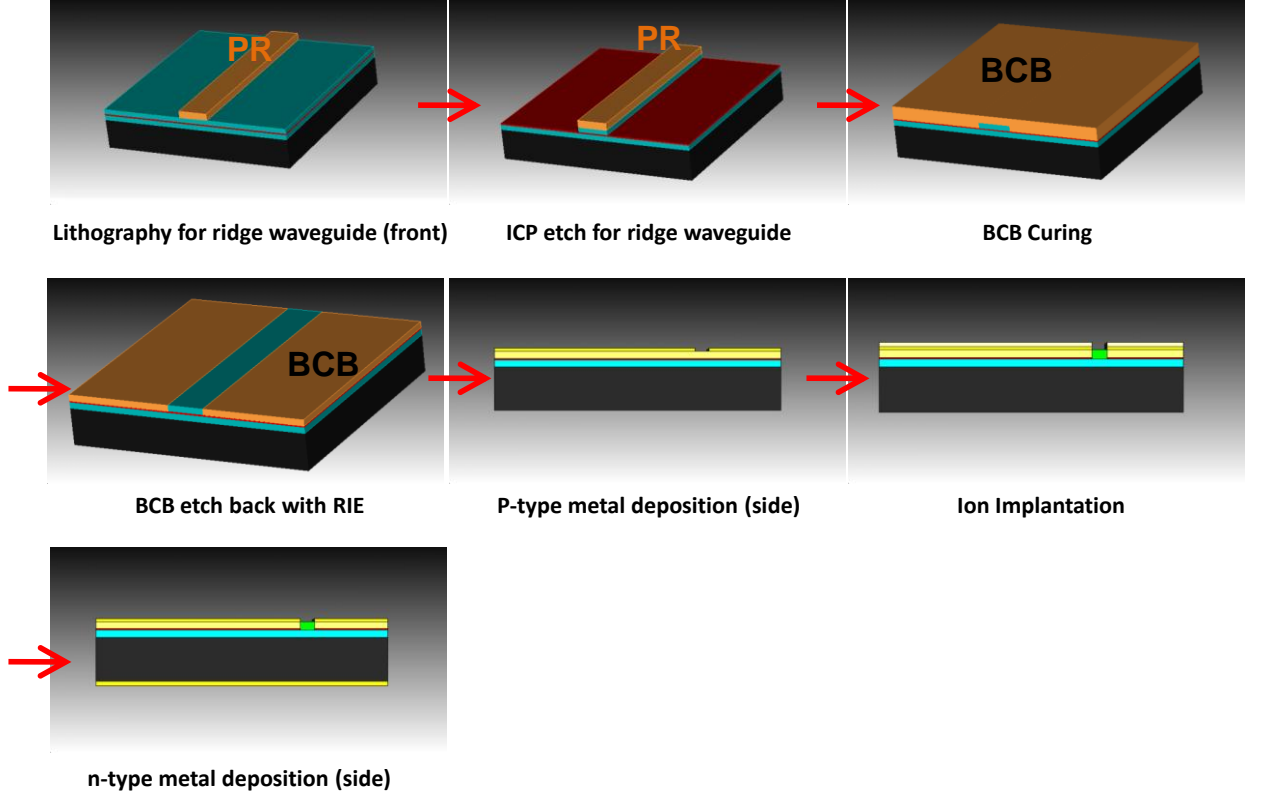 PR
PR
BCB
Lithography for ridge waveguide (front)
ICP etch for ridge waveguide
BCB Curing
BCB
BCB etch back with RIE
P-type metal deposition (side)
Ion Implantation
n-type metal deposition (side)